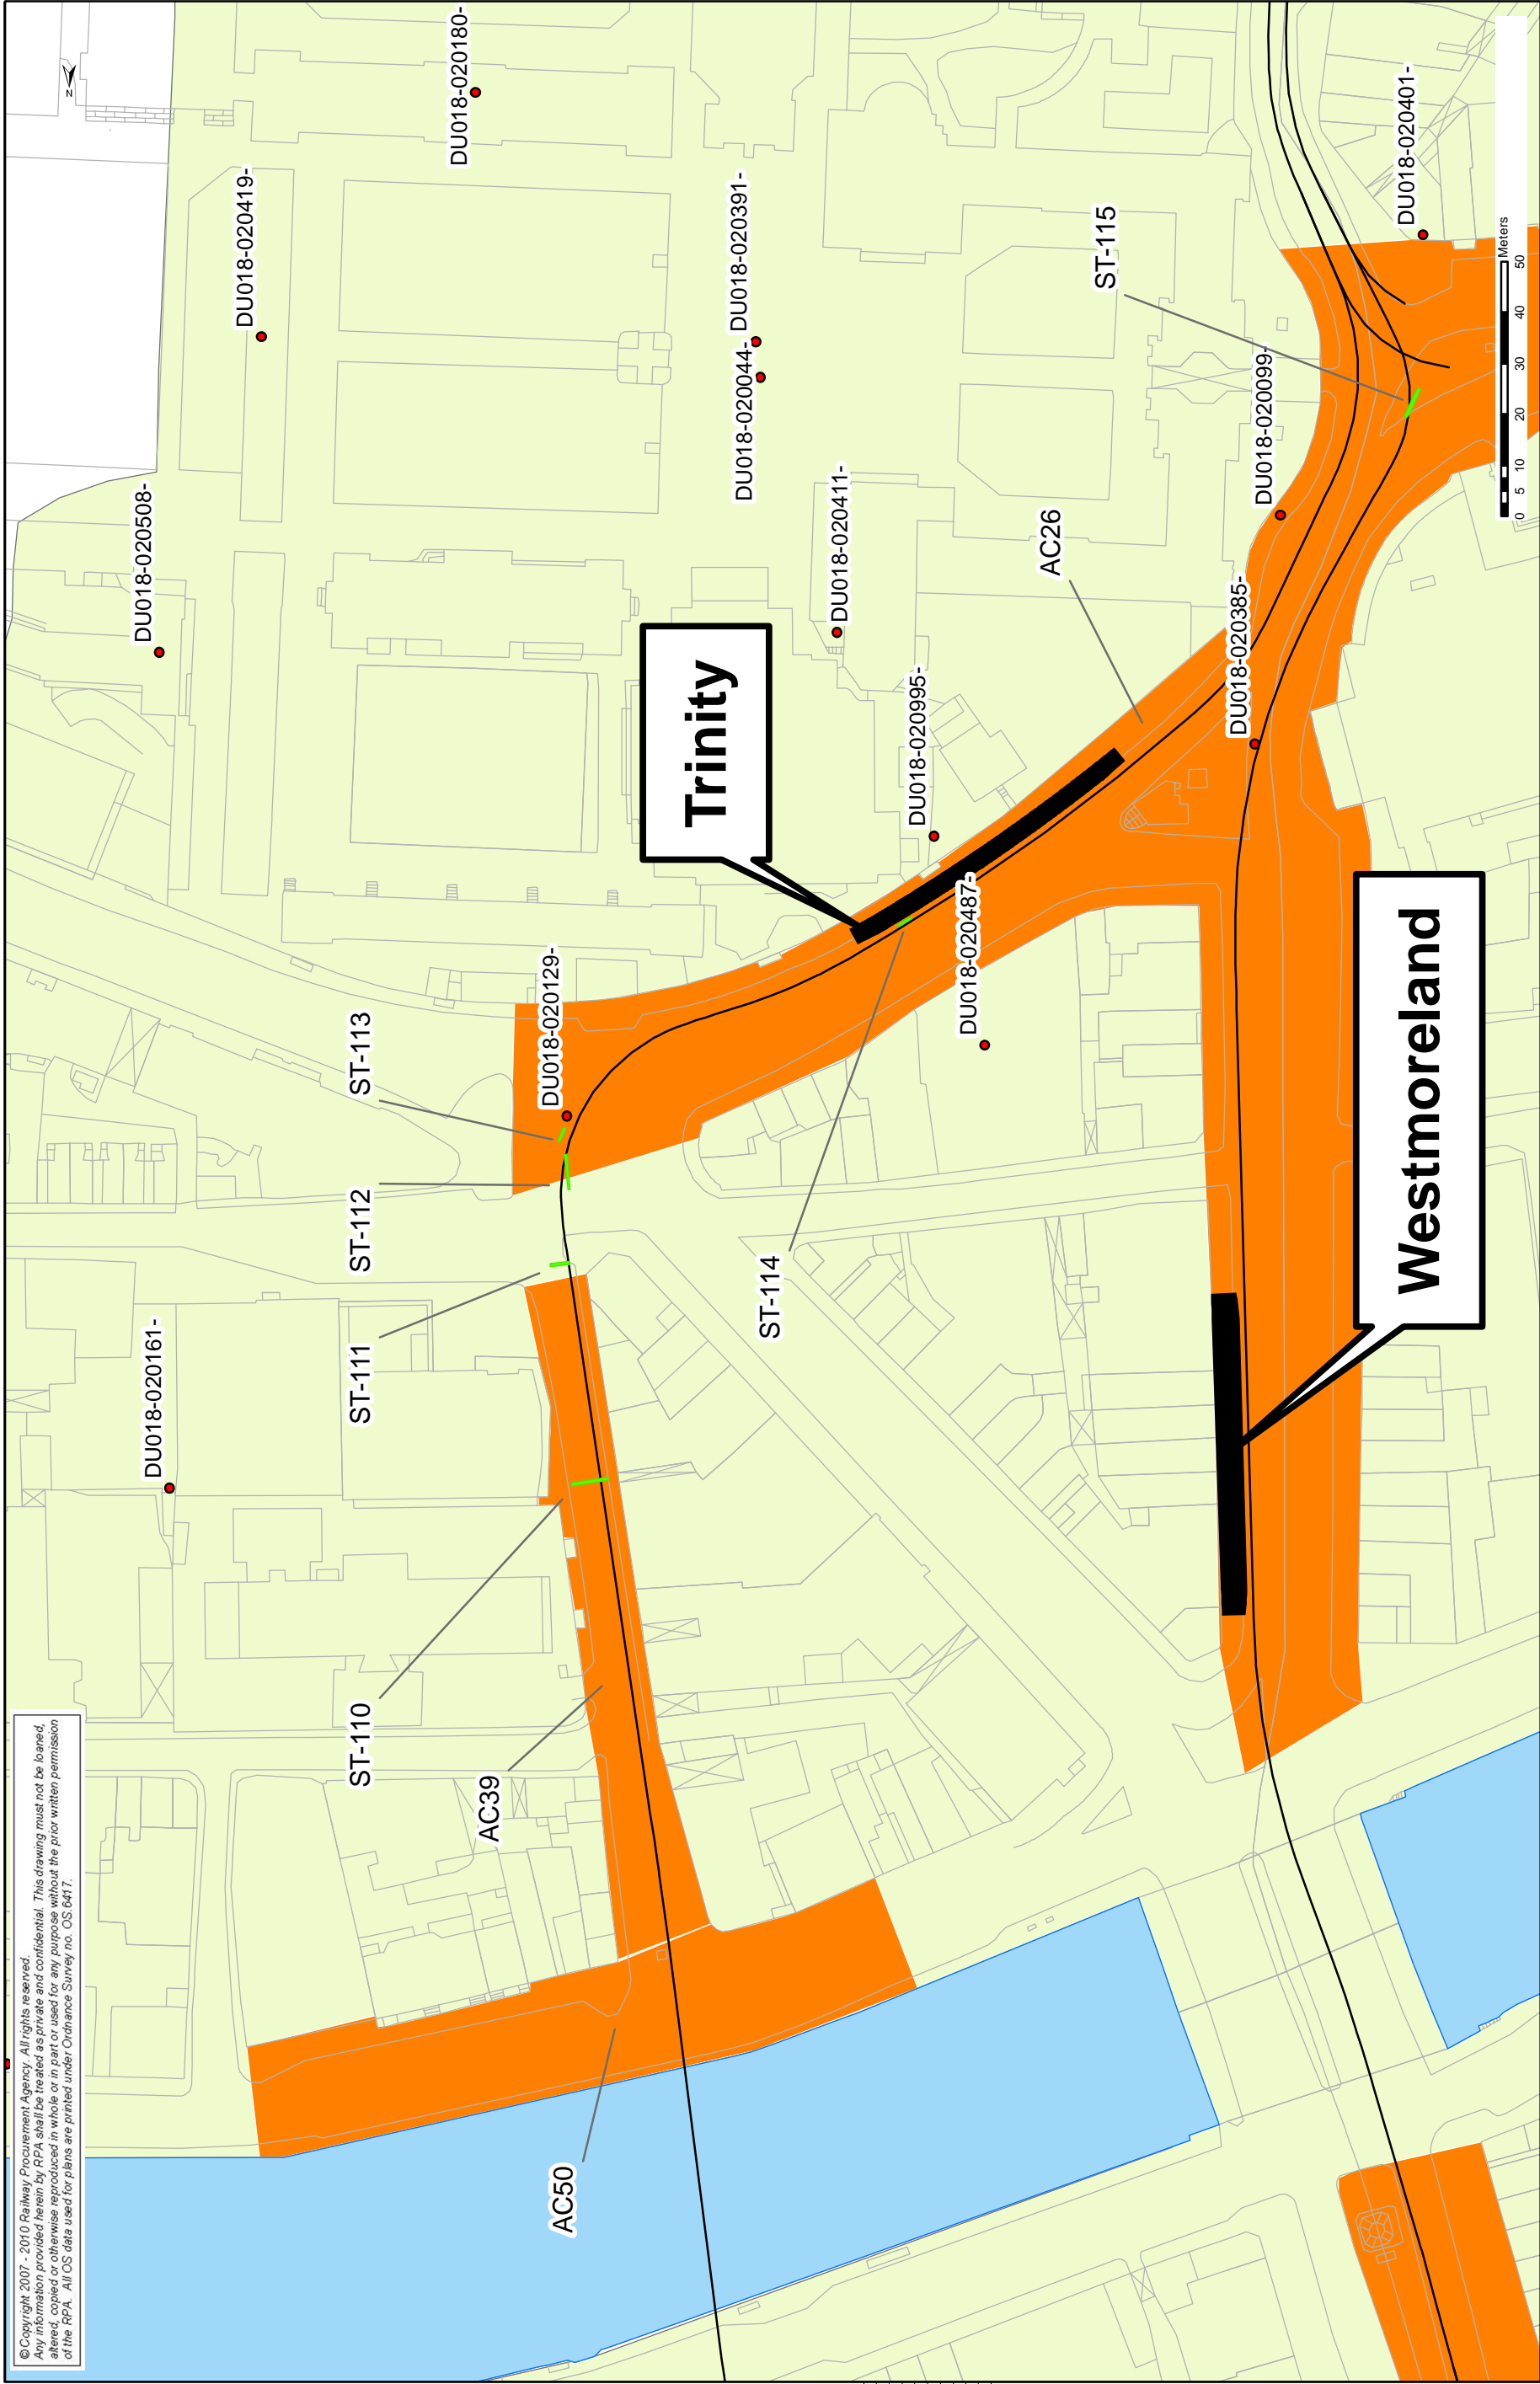 © Copyright 2007 - 2010 Railway Procurement Agency. All rights reserved.
Any information provided herein by RPA shall be treated as private and confidential. This drawing must not be loaned,
altered, copied or otherwise reproduced in whole or in part or used for any purpose without the prior written permission
of the RPA. All OS data used for plans are printed under Ordnance Survey no. OS 6417.
N
DU018-020180-
DU018-020419-
DU018-020508-
DU018-020161-
DU018-020391-
DU018-020044-
DU018-020411-
DU018-020995-
DU018-020129-
DU018-020487-
DU018-020385-
DU018-020099-
DU018-020401-
ST-110
ST-111
ST-112
ST-113
ST-114
ST-115
AC39
AC50
AC26
Trinity
Westmoreland
Meters
0 5 10 20 30 40 50